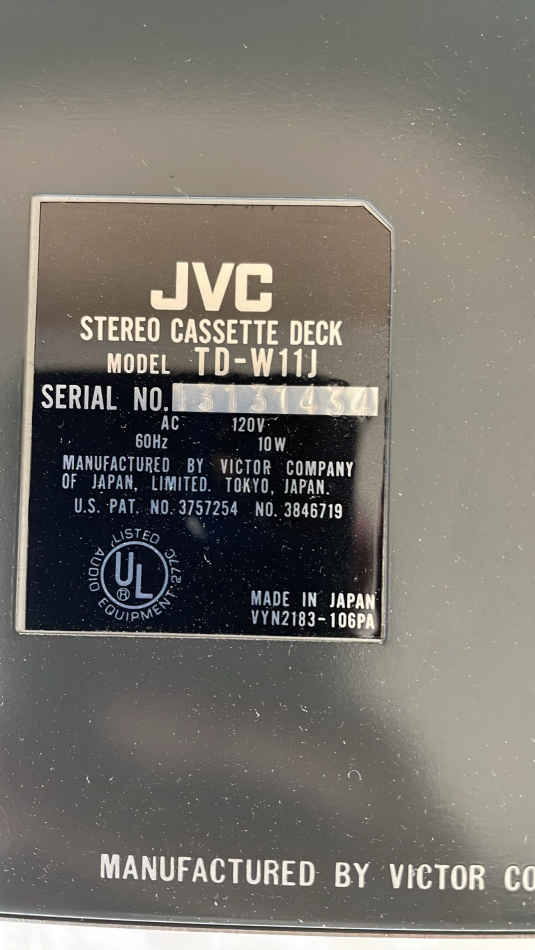 JVC
STEREO CASSETTE DECK
MODEL TD-W11J
SERIAL NO. 13131434
AC 120V
60Hz 10W
MANUFACTURED BY VICTOR COMPANY
OF JAPAN, LIMITED. TOKYO, JAPAN.
U.S. PAT. NO. 3757254 NO. 3846719
LISTED
UL
®
AUDIO EQUIPMENT 277C
MADE IN JAPAN
VYN2183-106PA
MANUFACTURED BY VICTOR CO